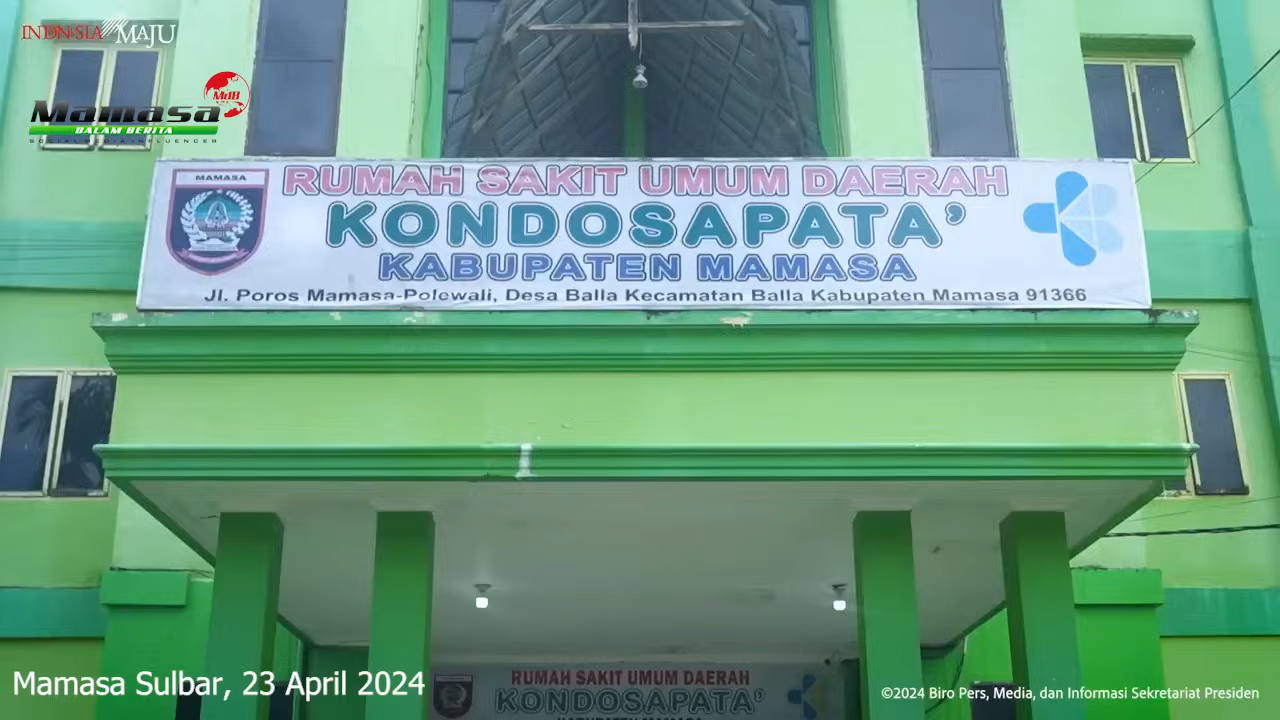 INDONESIA MAJU
Mamasa
MdB
DALAM BERITA
MAMASA
RUMAH SAKIT UMUM DAERAH
KONDOSAPATA’
KABUPATEN MAMASA
Jl. Poros Mamasa-Polewali, Desa Balla Kecamatan Balla Kabupaten Mamasa 91366
RUMAH SAKIT UMUM DAERAH
KONDOSAPATA’
KABUPATEN MAMASA
Mamasa Sulbar, 23 April 2024
©2024 Biro Pers, Media, dan Informasi Sekretariat Presiden